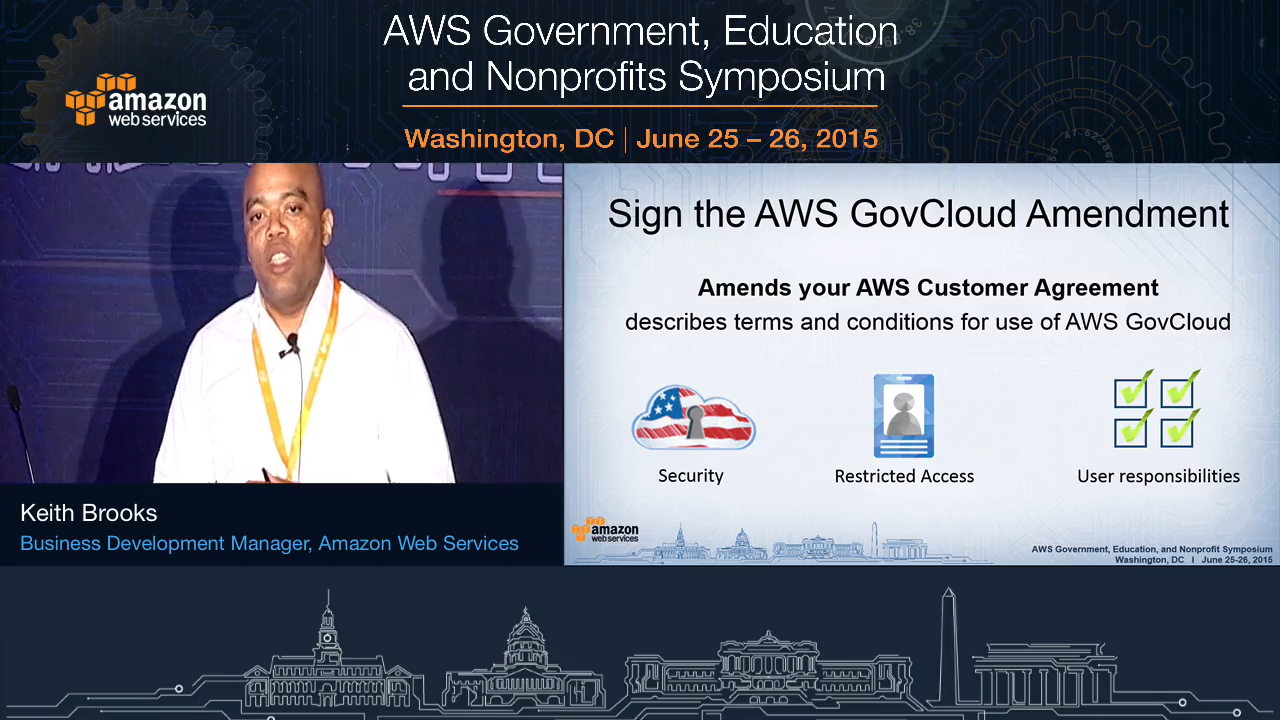 AWS Government, Education
and Nonprofits Symposium
amazon
web services
Washington, DC | June 25 – 26, 2015
Sign the AWS GovCloud Amendment
Amends your AWS Customer Agreement
describes terms and conditions for use of AWS GovCloud
Security
Restricted Access
User responsibilities
Keith Brooks
Business Development Manager, Amazon Web Services
amazon
web services
AWS Government, Education, and Nonprofit Symposium
Washington, DC I June 25-26, 2015